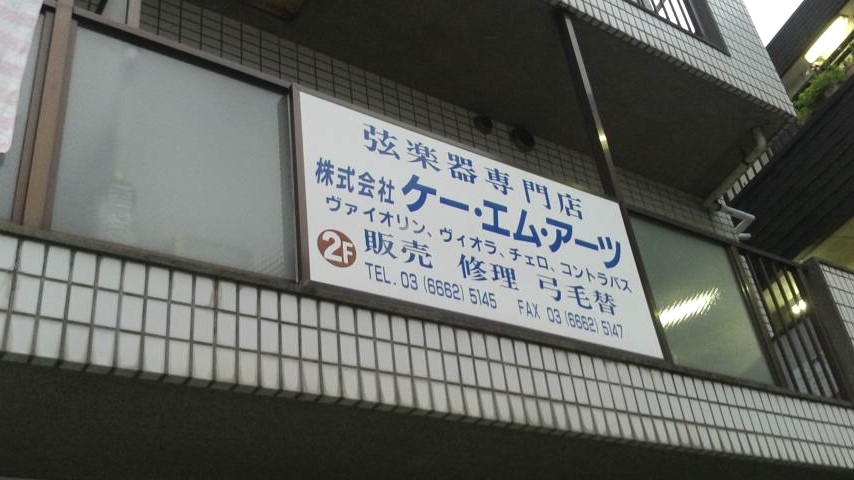 弦楽器専門店
株式会社 ケー・エム・アーツ
ヴァイオリン、ヴィオラ、チェロ、コントラバス
2F 販売 修理 弓毛替
TEL. 03 (6662) 5145 FAX 03 (6662) 5147